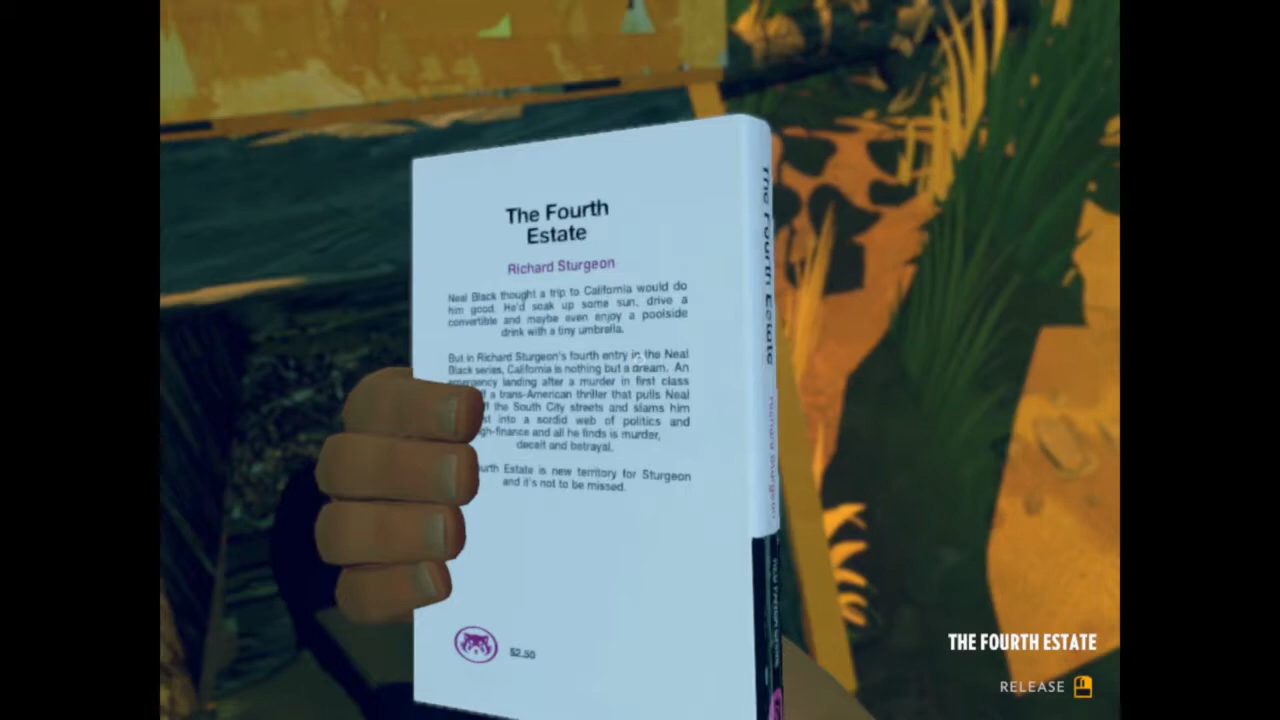 The Fourth
Estate
Richard Sturgeon
Neal Black thought a trip to California would do
him good. He'd soak up some sun, drive a
convertible and maybe even enjoy a poolside
drink with a tiny umbrella.
But in Richard Sturgeon's fourth entry in the Neal
Black series, California is nothing but a dream. An
emergency landing after a murder in first class
a trans-American thriller that pulls Neal
the South City streets and slams him
into a sordid web of politics and
gh-finance and all he finds is murder,
deceit and betrayal.
urth Estate is new territory for Sturgeon
and it's not to be missed.
$2.50
The Fourth Estate
Richard Sturgeon
THE FOURTH ESTATE
RELEASE